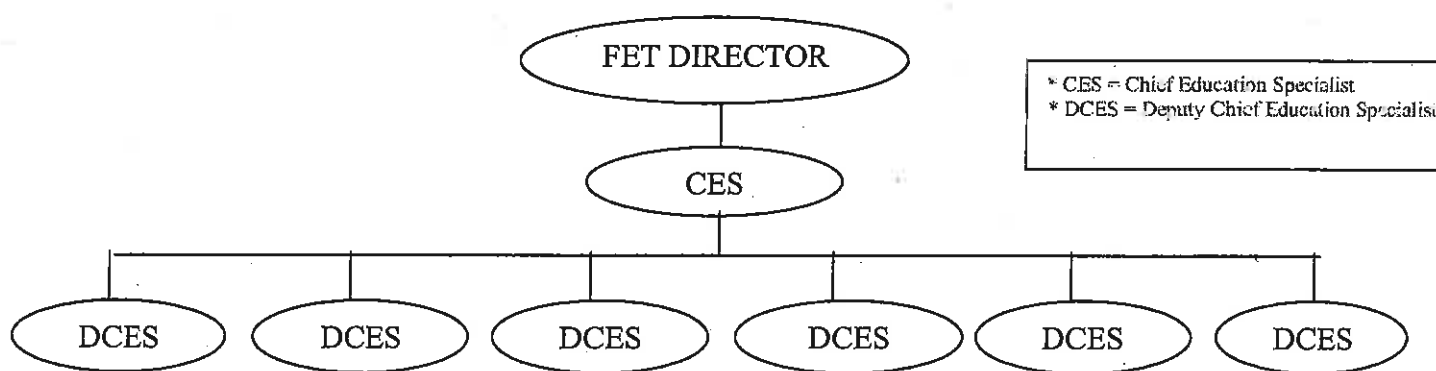 FET DIRECTOR
* CES = Chief Education Specialist
* DCES = Deputy Chief Education Specialist
CES
DCES DCES DCES DCES DCES DCES